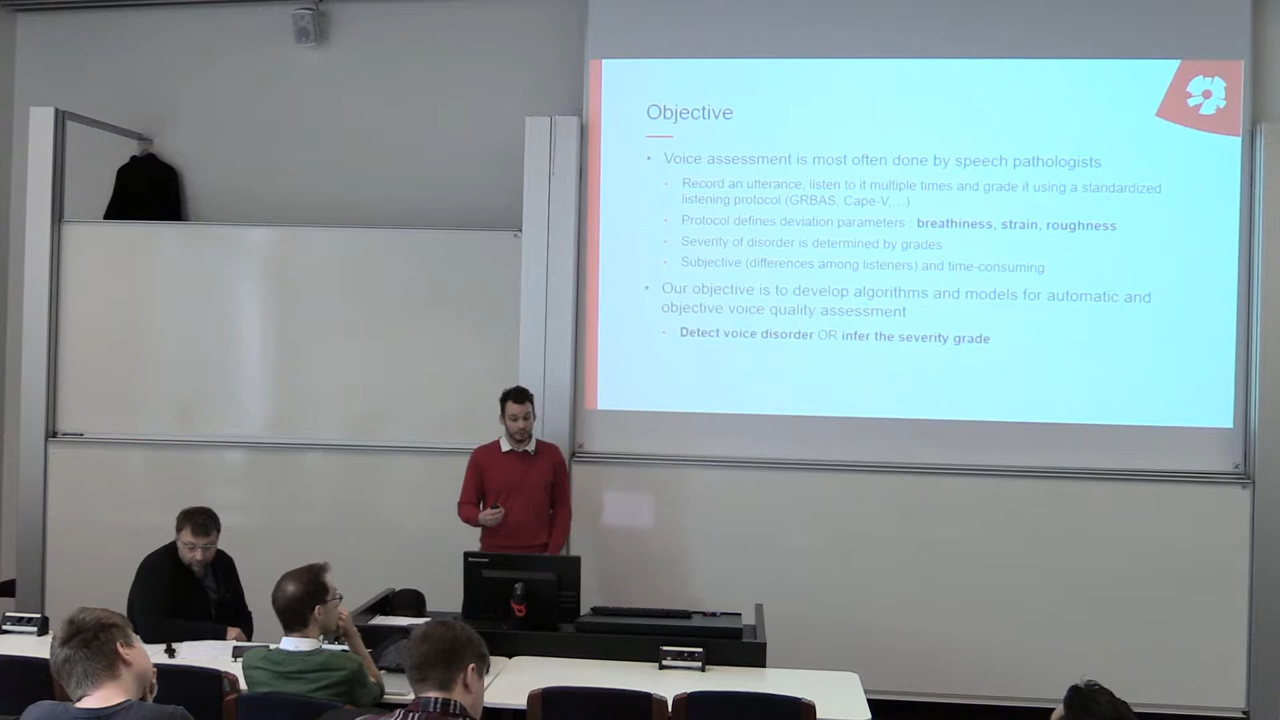 Objective
• Voice assessment is most often done by speech pathologists
• Record an utterance, listen to it multiple times and grade it using a standardized
listening protocol (GRBAS, Cape-V,...)
• Protocol defines deviation parameters : breathiness, strain, roughness
• Severity of disorder is determined by grades
• Subjective (differences among listeners) and time-consuming
• Our objective is to develop algorithms and models for automatic and
objective voice quality assessment
• Detect voice disorder OR infer the severity grade